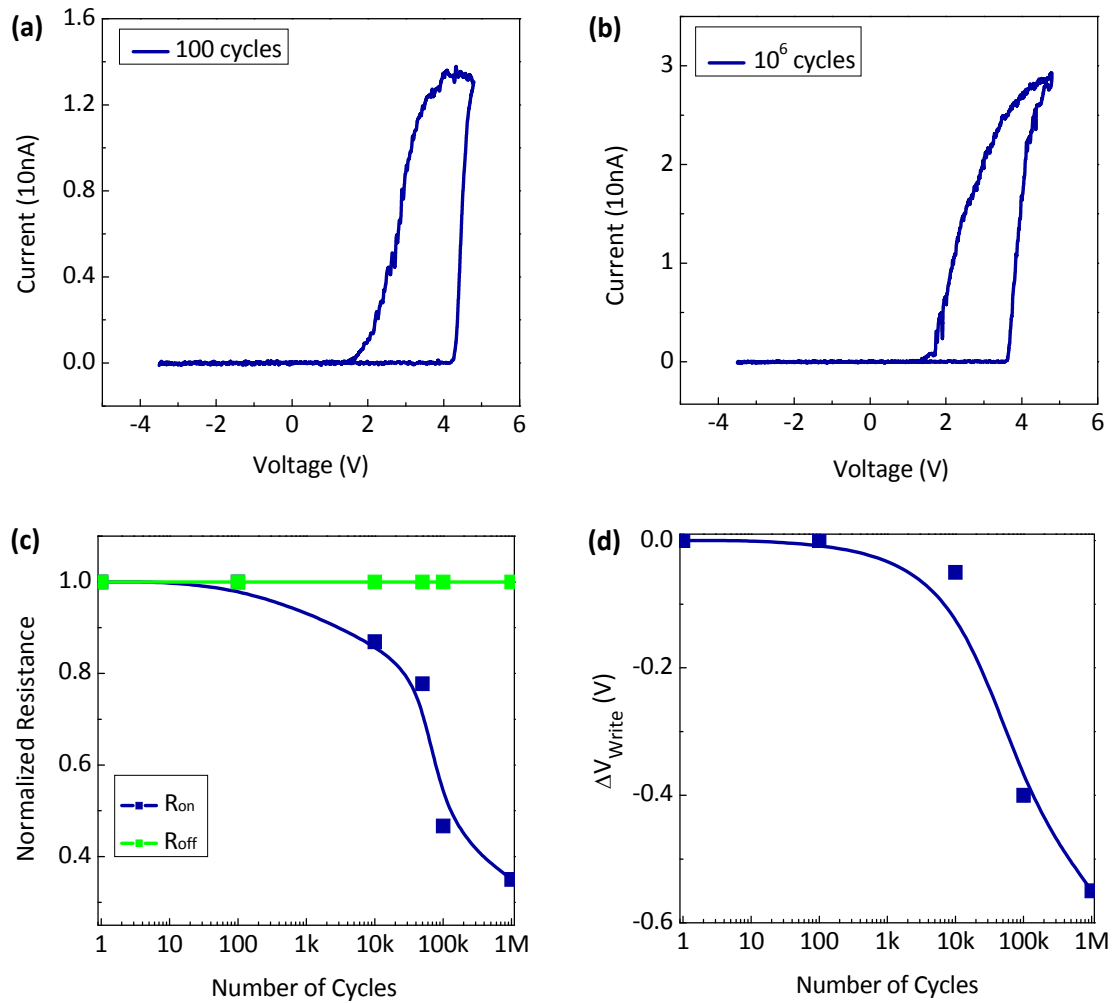 (a)
100 cycles
1.6
1.2
0.8
0.4
0.0
Current (10nA)
-4 -2 0 2 4 6
Voltage (V)
(b)
10⁶ cycles
3
2
1
0
Current (10nA)
-4 -2 0 2 4 6
Voltage (V)
(c)
1.0
0.8
0.6
0.4
Normalized Resistance
Ron
Roff
1 10 100 1k 10k 100k 1M
Number of Cycles
(d)
0.0
-0.2
-0.4
-0.6
ΔVWrite (V)
1 10 100 1k 10k 100k 1M
Number of Cycles